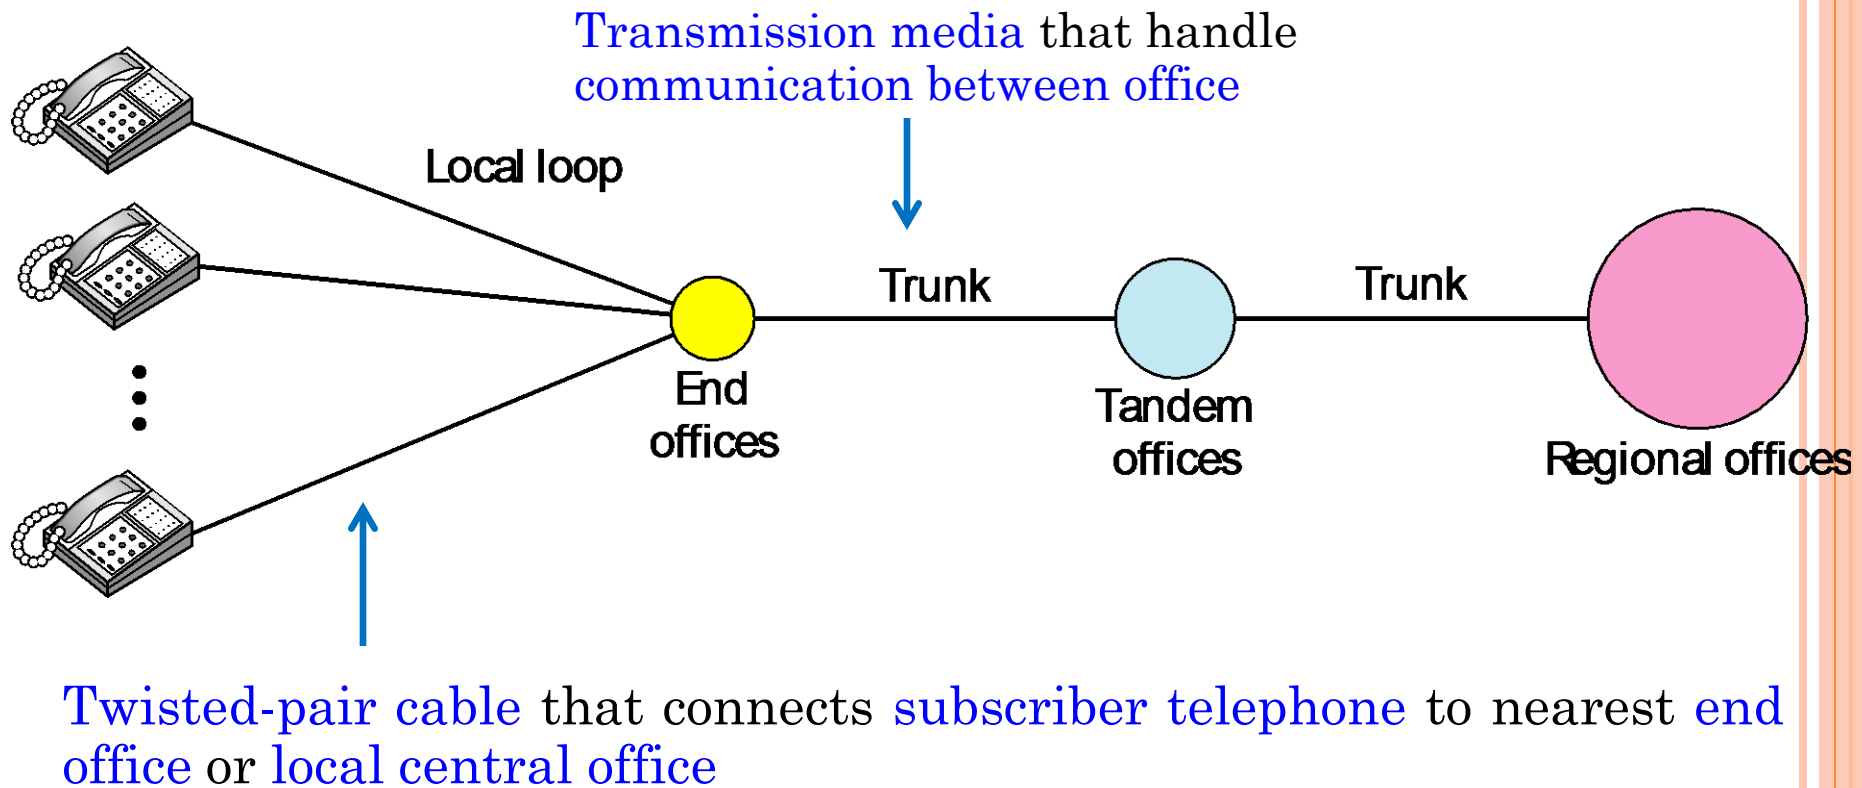 Transmission media that handle
communication between office
Local loop
Trunk
Trunk
End
offices
Tandem
offices
Regional offices
Twisted-pair cable that connects subscriber telephone to nearest end
office or local central office